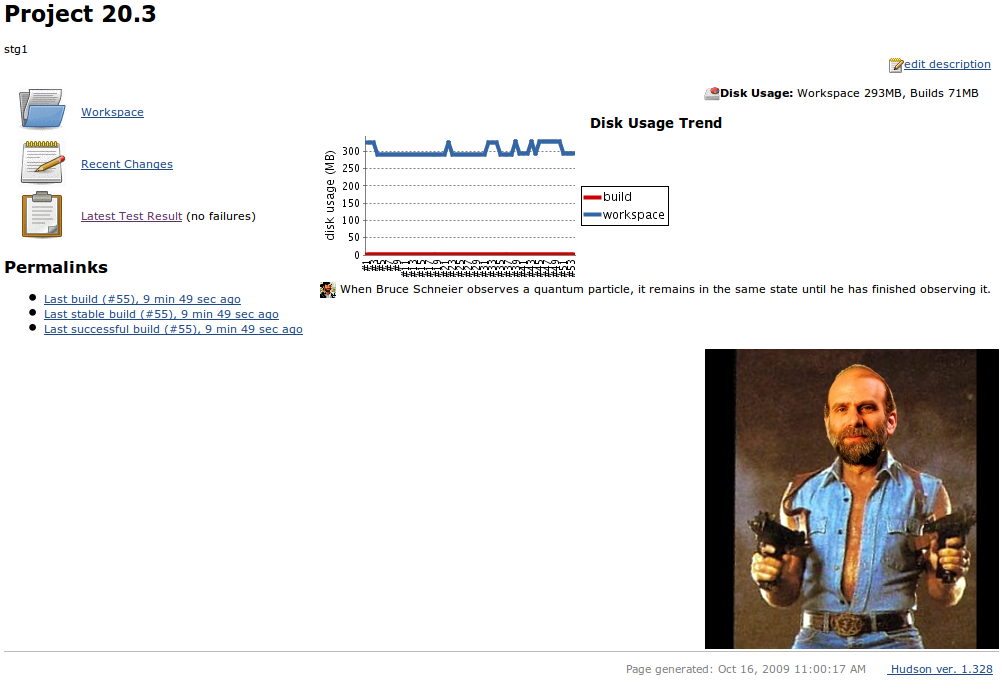 Project 20.3
stg1
edit description
Disk Usage: Workspace 293MB, Builds 71MB
Workspace
Recent Changes
Latest Test Result (no failures)
Disk Usage Trend
disk usage (MB)
300
250
200
150
100
50
0
build
workspace
When Bruce Schneier observes a quantum particle, it remains in the same state until he has finished observing it.
Permalinks
Last build (#55), 9 min 49 sec ago
Last stable build (#55), 9 min 49 sec ago
Last successful build (#55), 9 min 49 sec ago
Page generated: Oct 16, 2009 11:00:17 AM
Hudson ver. 1.328